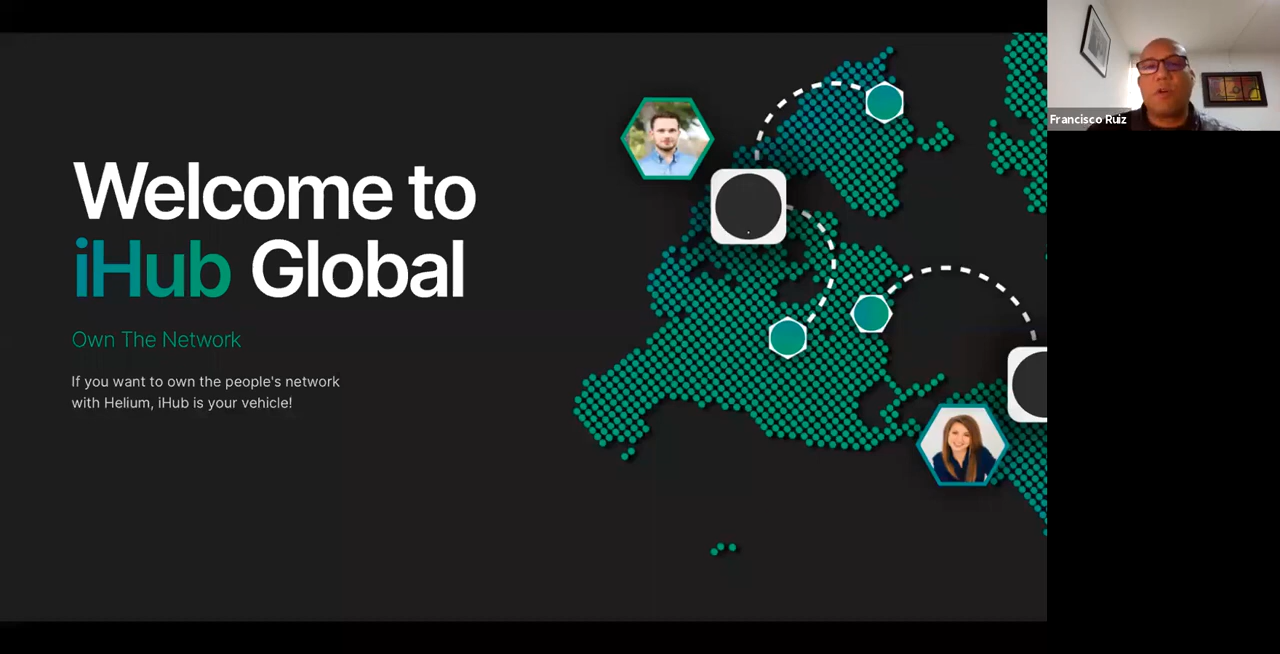 Welcome to
iHub Global
Own The Network
If you want to own the people's network
with Helium, iHub is your vehicle!
Francisco Ruiz